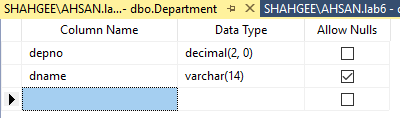 SHAHGEE\AHSAN.la...- dbo.Department SHAHGEE\AHSAN.lab6 - d
Column Name Data Type Allow Nulls
depno decimal(2, 0)
dname varchar(14)